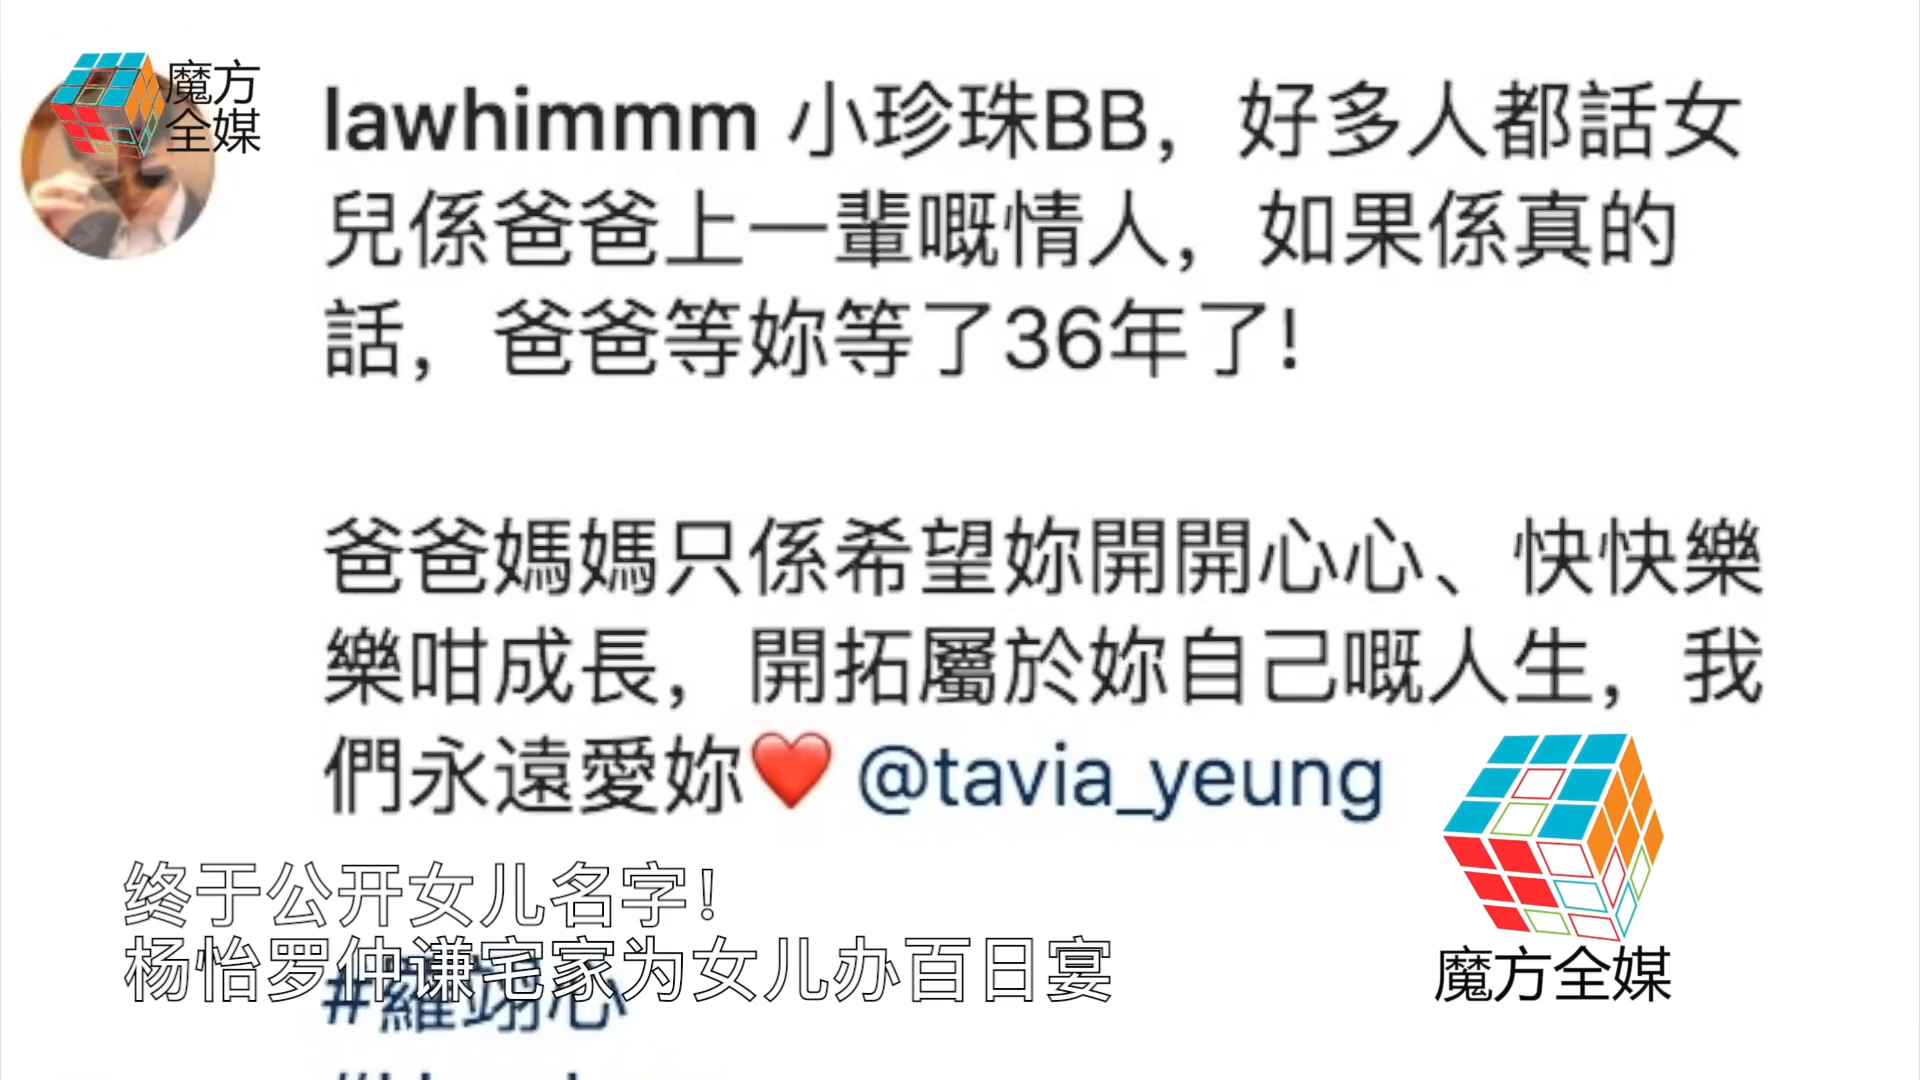 魔方
全媒
lawhimmm 小珍珠BB，好多人都話女
兒係爸爸上一輩嘅情人，如果係真的
話，爸爸等妳等了36年了!
爸爸媽媽只係希望妳開開心心、快快樂
樂咁成長，開拓屬於妳自己嘅人生，我
們永遠愛妳❤️ @tavia_yeung
终于公开女儿名字！
杨怡罗仲谦宅家为女儿办百日宴
#羅翊心
魔方全媒